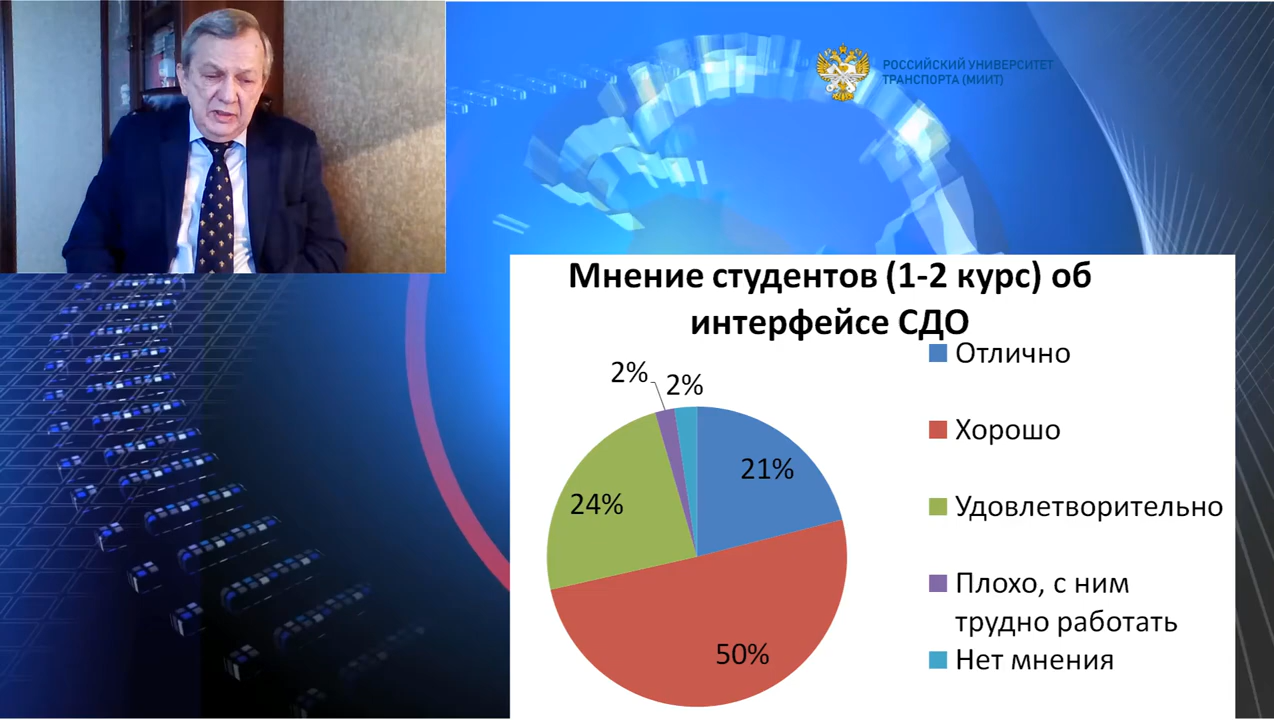 РОССИЙСКИЙ УНИВЕРСИТЕТ
ТРАНСПОРТА (МИИТ)
Мнение студентов (1-2 курс) об
интерфейсе СДО
Отлично
Хорошо
Удовлетворительно
Плохо, с ним
трудно работать
Нет мнения
2%
2%
21%
24%
50%